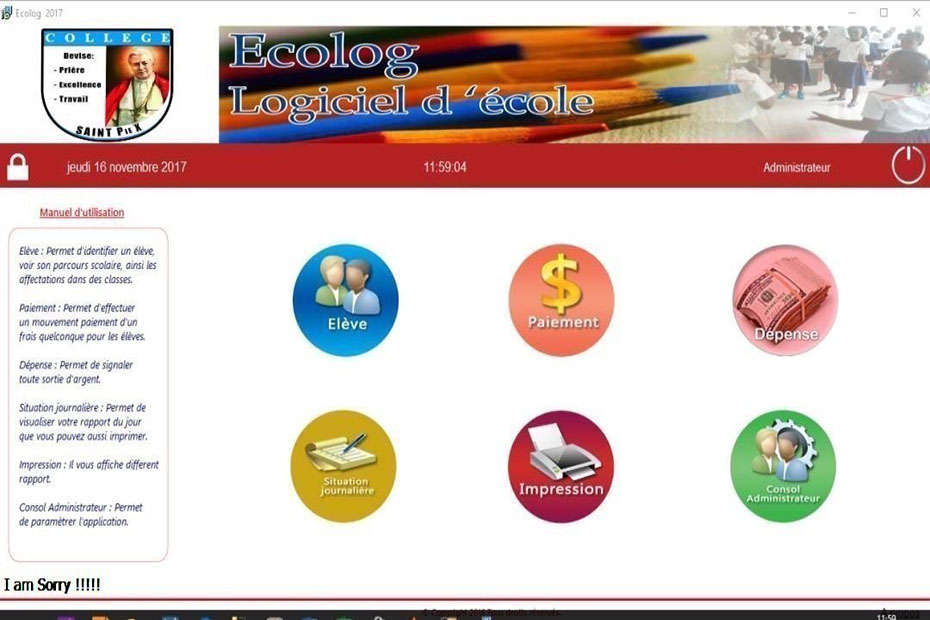 Ecolog 2017
COLLEGE
Devise:
- Prière
- Excellence
- Travail
SAINT PIE X
Ecolog
Logiciel d ‘école
jeudi 16 novembre 2017
11:59:04
Administrateur
Manuel d'utilisation
Elève : Permet d'identifier un élève,
voir son parcours scolaire, ainsi les
affectations dans des classes.
Paiement : Permet d'effectuer
un mouvement paiement d'un
frais quelconque pour les élèves.
Dépense : Permet de signaler
toute sortie d'argent.
Situation journalière : Permet de
visualiser votre rapport du jour
que vous pouvez aussi imprimer.
Impression : Il vous affiche different
rapport.
Consol Administrateur : Permet
de paramètrer l'application.
Elève
Paiement
Dépense
Situation
journalière
Impression
Consol
Administrateur
I am Sorry !!!!!
11:59